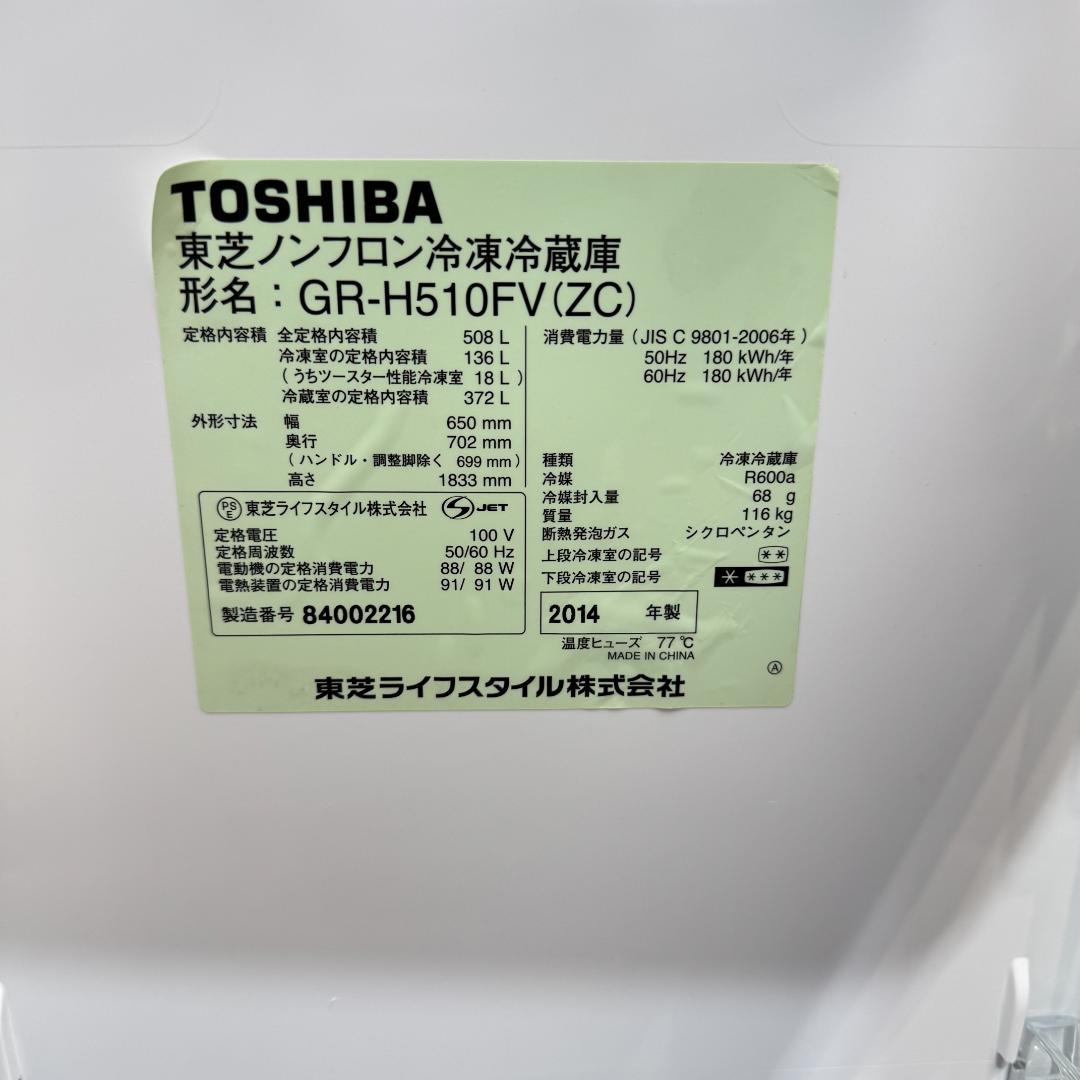 TOSHIBA
東芝ノンフロン冷凍冷蔵庫
形名：GR-H510FV(ZC)
定格内容積 全定格内容積 508 L
冷凍室の定格内容積 136 L
(うちツースター性能冷凍室 18 L)
冷蔵室の定格内容積 372 L
外形寸法 幅 650 mm
奥行 702 mm
(ハンドル・調整脚除く 699 mm)
高さ 1833 mm
PSE 東芝ライフスタイル株式会社 JET
定格電圧 100 V
定格周波数 50/60 Hz
電動機の定格消費電力 88/ 88 W
電熱装置の定格消費電力 91/ 91 W
製造番号 84002216
消費電力量 (JIS C 9801-2006年)
50Hz 180 kWh/年
60Hz 180 kWh/年
種類 冷凍冷蔵庫
冷媒 R600a
冷媒封入量 68 g
質量 116 kg
断熱発泡ガス シクロペンタン
上段冷凍室の記号 **
下段冷凍室の記号 * ***
2014 年製
温度ヒューズ 77℃
MADE IN CHINA
Ⓐ
東芝ライフスタイル株式会社